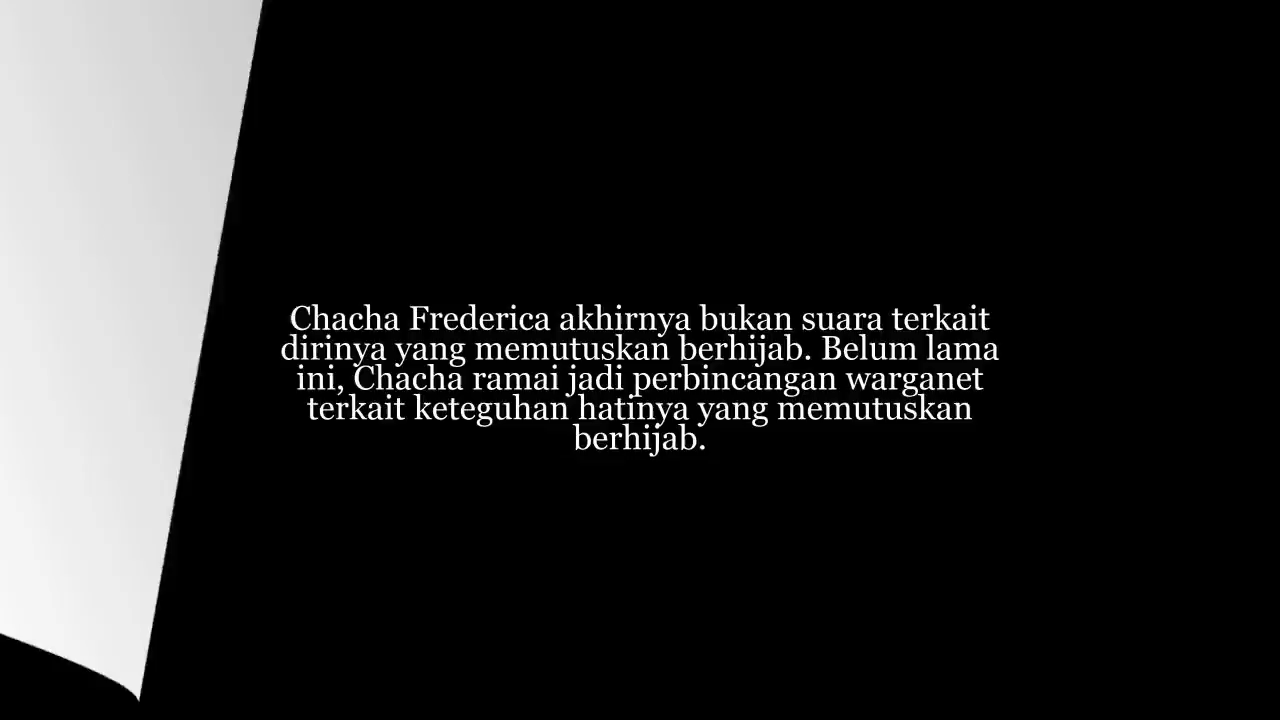 Chacha Frederica akhirnya bukan suara terkait
dirinya yang memutuskan berhijab. Belum lama
ini, Chacha ramai jadi perbincangan warganet
terkait keteguhan hatinya yang memutuskan
berhijab.